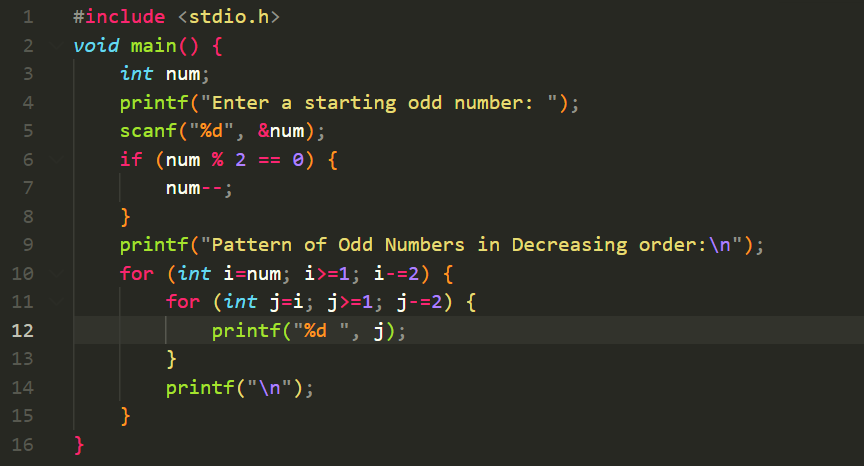 1 #include <stdio.h>
2 void main() {
3     int num;
4     printf("Enter a starting odd number: ");
5     scanf("%d", &num);
6     if (num % 2 == 0) {
7         num--;
8     }
9     printf("Pattern of Odd Numbers in Decreasing order:\n");
10     for (int i=num; i>=1; i-=2) {
11         for (int j=i; j>=1; j-=2) {
12             printf("%d ", j);
13         }
14         printf("\n");
15     }
16 }